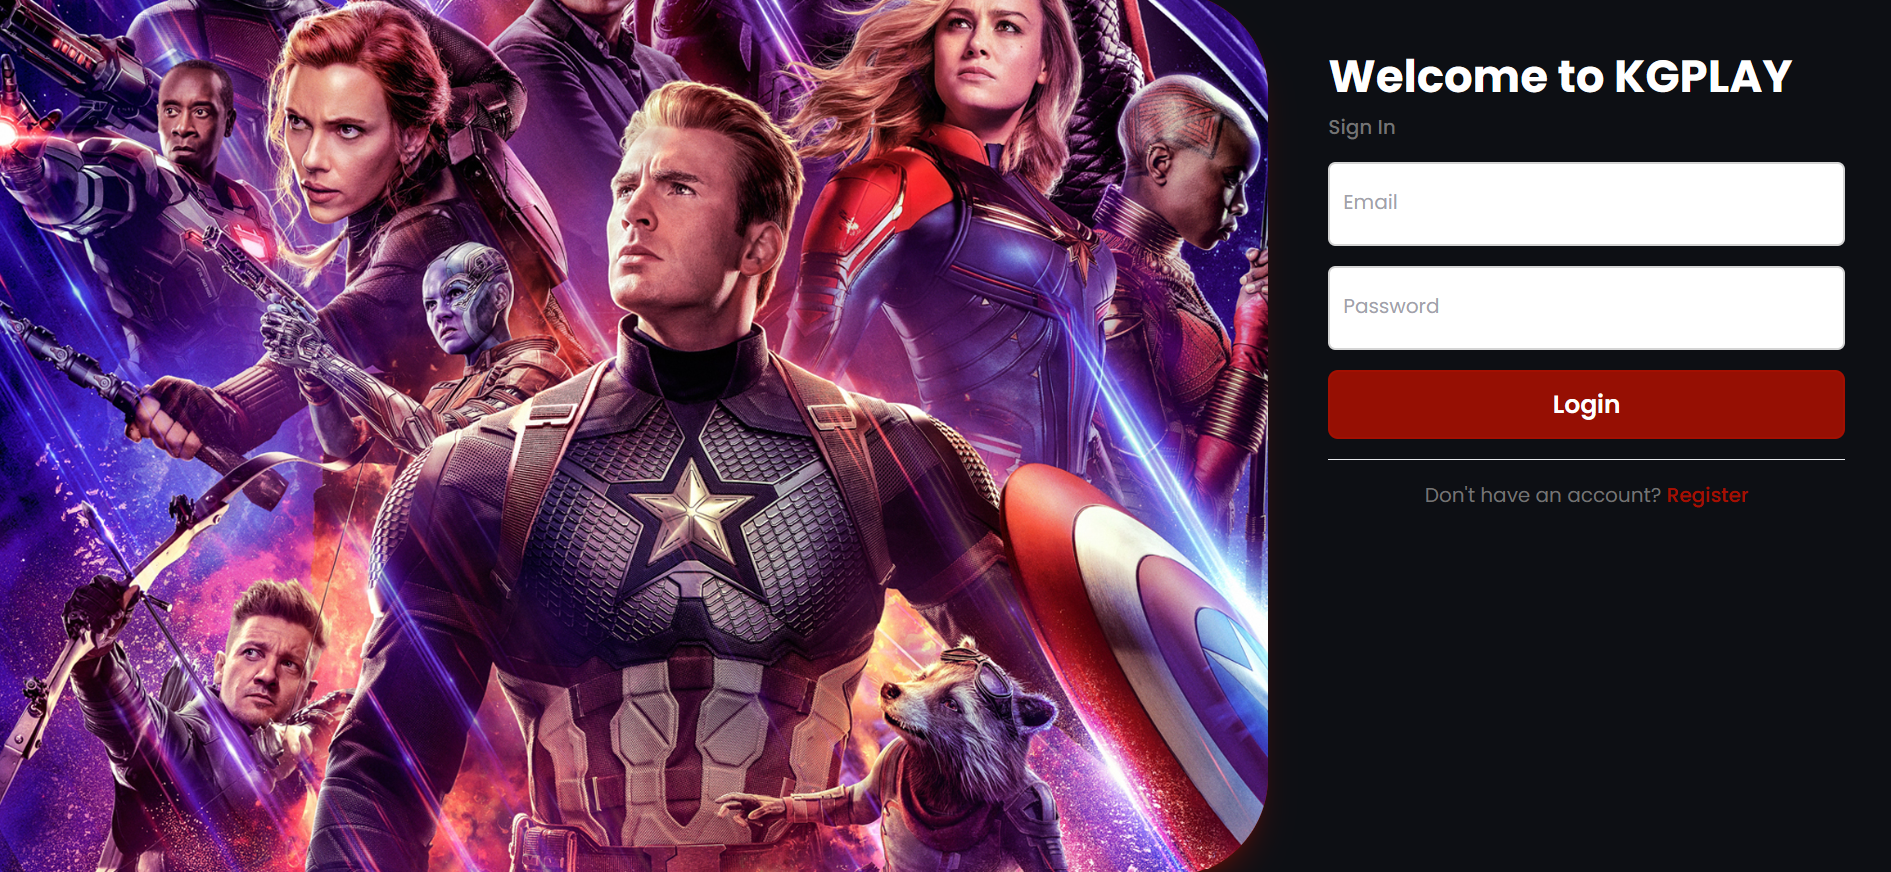 Welcome to KGPLAY
Sign In
Email
Password
Login
Don't have an account? Register